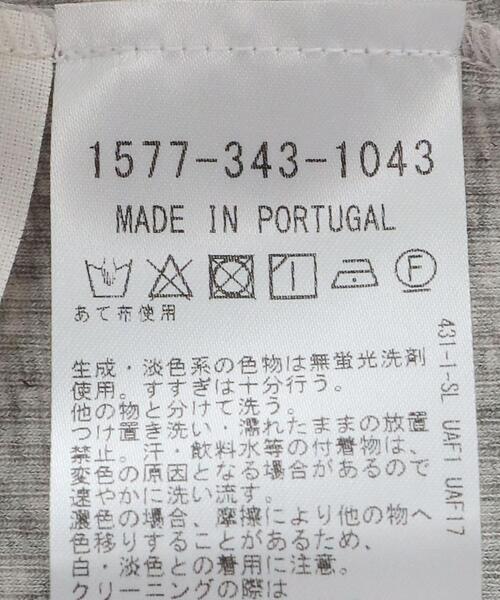 1577-343-1043
MADE IN PORTUGAL
F
あて布使用
生成・淡色系の色物は無蛍光洗剤
使用。すすぎは十分行う。
他の物と分けて洗う。
つけ置き洗い・濡れたままの放置
禁止。汗・飲料水等の付着物は、
変色の原因となる場合があるので
速やかに洗い流す。
濃色の場合、摩擦により他の物へ
色移りすることがあるため、
白・淡色との着用に注意。
クリーニングの際は
431-I-SL UAF1 UAF17